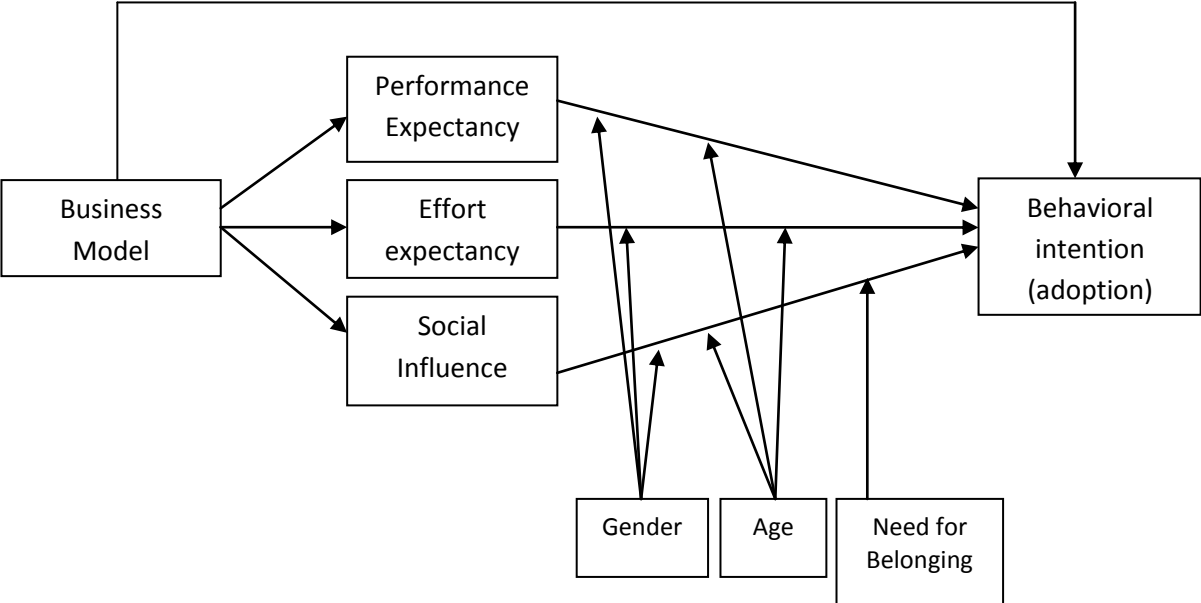 Performance
Expectancy
Business
Model
Effort
expectancy
Behavioral
intention
(adoption)
Social
Influence
Gender
Age
Need for
Belonging